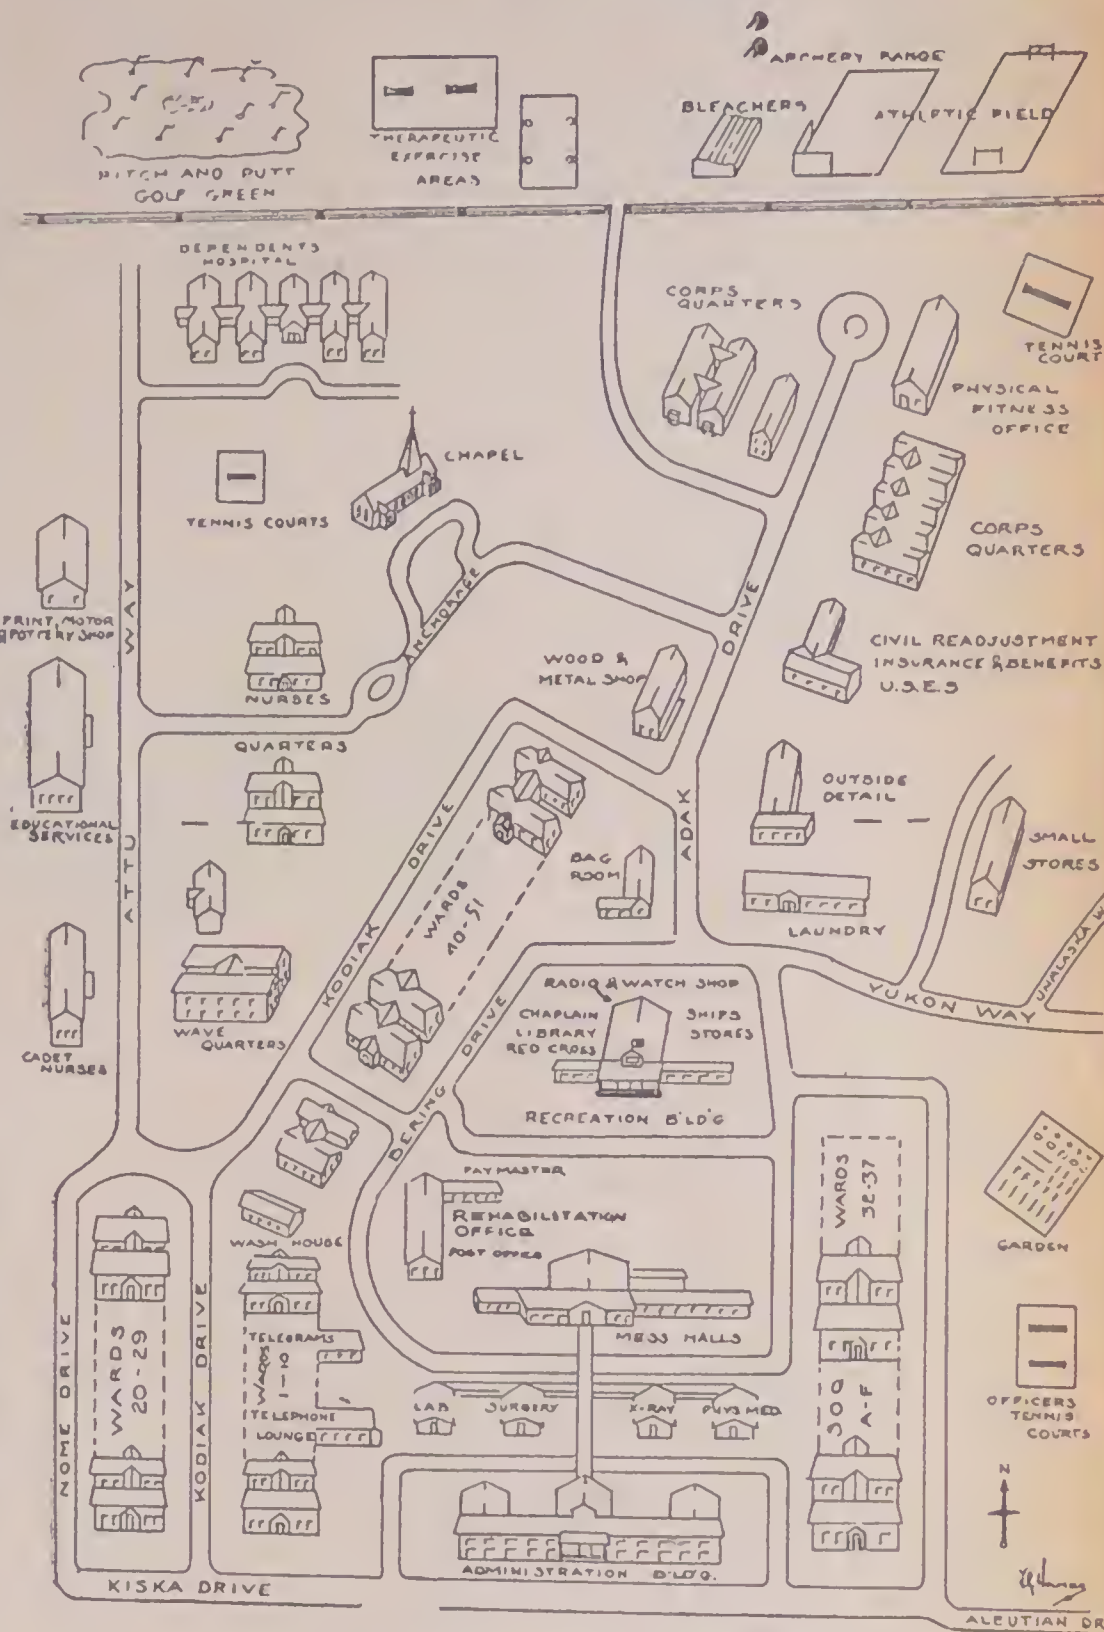 ARCHERY RANGE
BLEACHERS
ATHLETIC FIELD
THERAPEUTIC
EXERCISE
AREAS
PITCH AND PUTT
GOLF GREEN
DEPENDENTS
HOSPITAL
CORPS
QUARTERS
TENNIS
COURT
PHYSICAL
FITNESS
OFFICE
CHAPEL
TENNIS COURTS
CORPS
QUARTERS
PRINT, MOTOR
& POTTERY SHOP
ATTU WAY
ANCHORAGE
ADAK DRIVE
NURSES
QUARTERS
WOOD &
METAL SHOP
CIVIL READJUSTMENT
INSURANCE & BENEFITS
U.S.E.S
EDUCATIONAL
SERVICES
OUTSIDE
DETAIL
KODIAK DRIVE
WARDS
40-51
BAG
ROOM
SMALL
STORES
LAUNDRY
UNALASKA W
YUKON WAY
WAVE
QUARTERS
CADET
NURSES
RADIO & WATCH SHOP
CHAPLAIN
LIBRARY
RED CROSS
SHIPS
STORES
RECREATION B'LD'G
DERING DRIVE
PAYMASTER
REHABILITATION
OFFICE
POST OFFICE
WASH HOUSE
WARDS
32-37
GARDEN
MESS HALLS
NOME DRIVE
WARDS
20-29
KODIAK DRIVE
TELEGRAMS
WARDS
1-10
TELEPHONE
LOUNGE
LAB
SURGERY
X-RAY
PHYS MED
SOQ
A-F
OFFICERS
TENNIS
COURTS
N
ADMINISTRATION B'LD'G.
KISKA DRIVE
ALEUTIAN DR